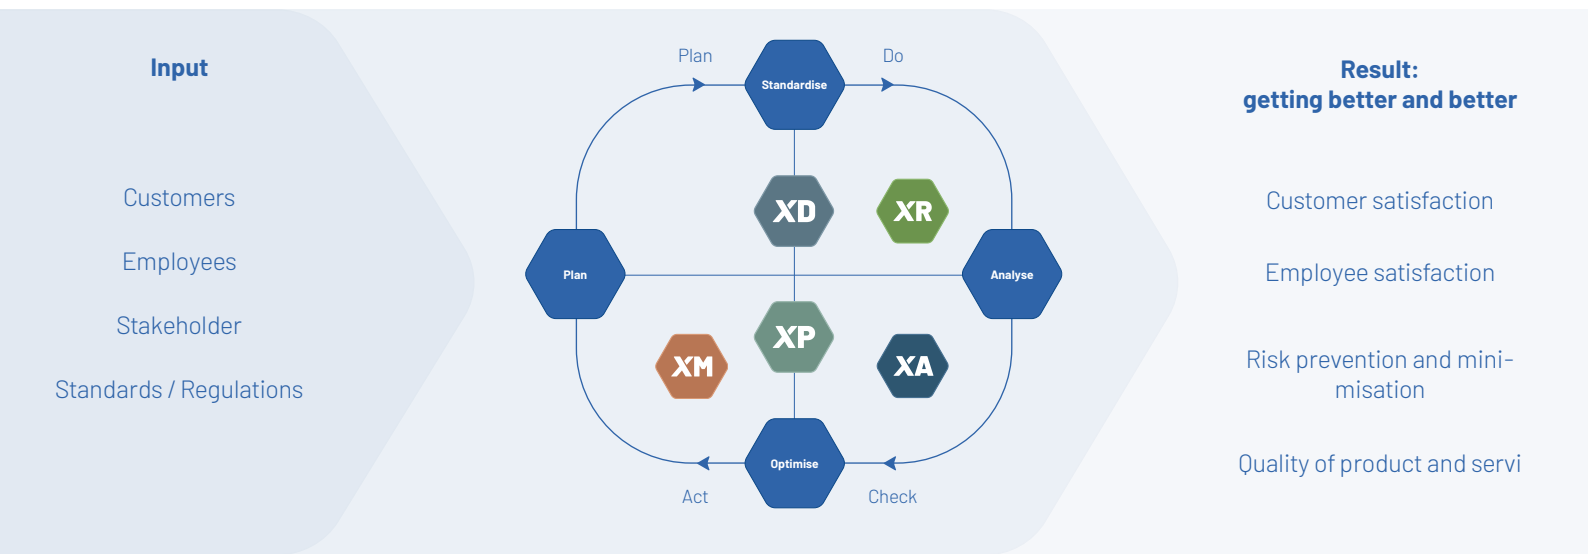 Input
Customers
Employees
Stakeholder
Standards / Regulations
Plan
Do
Standardise
XD
XR
Plan
Analyse
XP
XM
XA
Optimise
Act
Check
Result:
getting better and better
Customer satisfaction
Employee satisfaction
Risk prevention and mini-
misation
Quality of product and servi